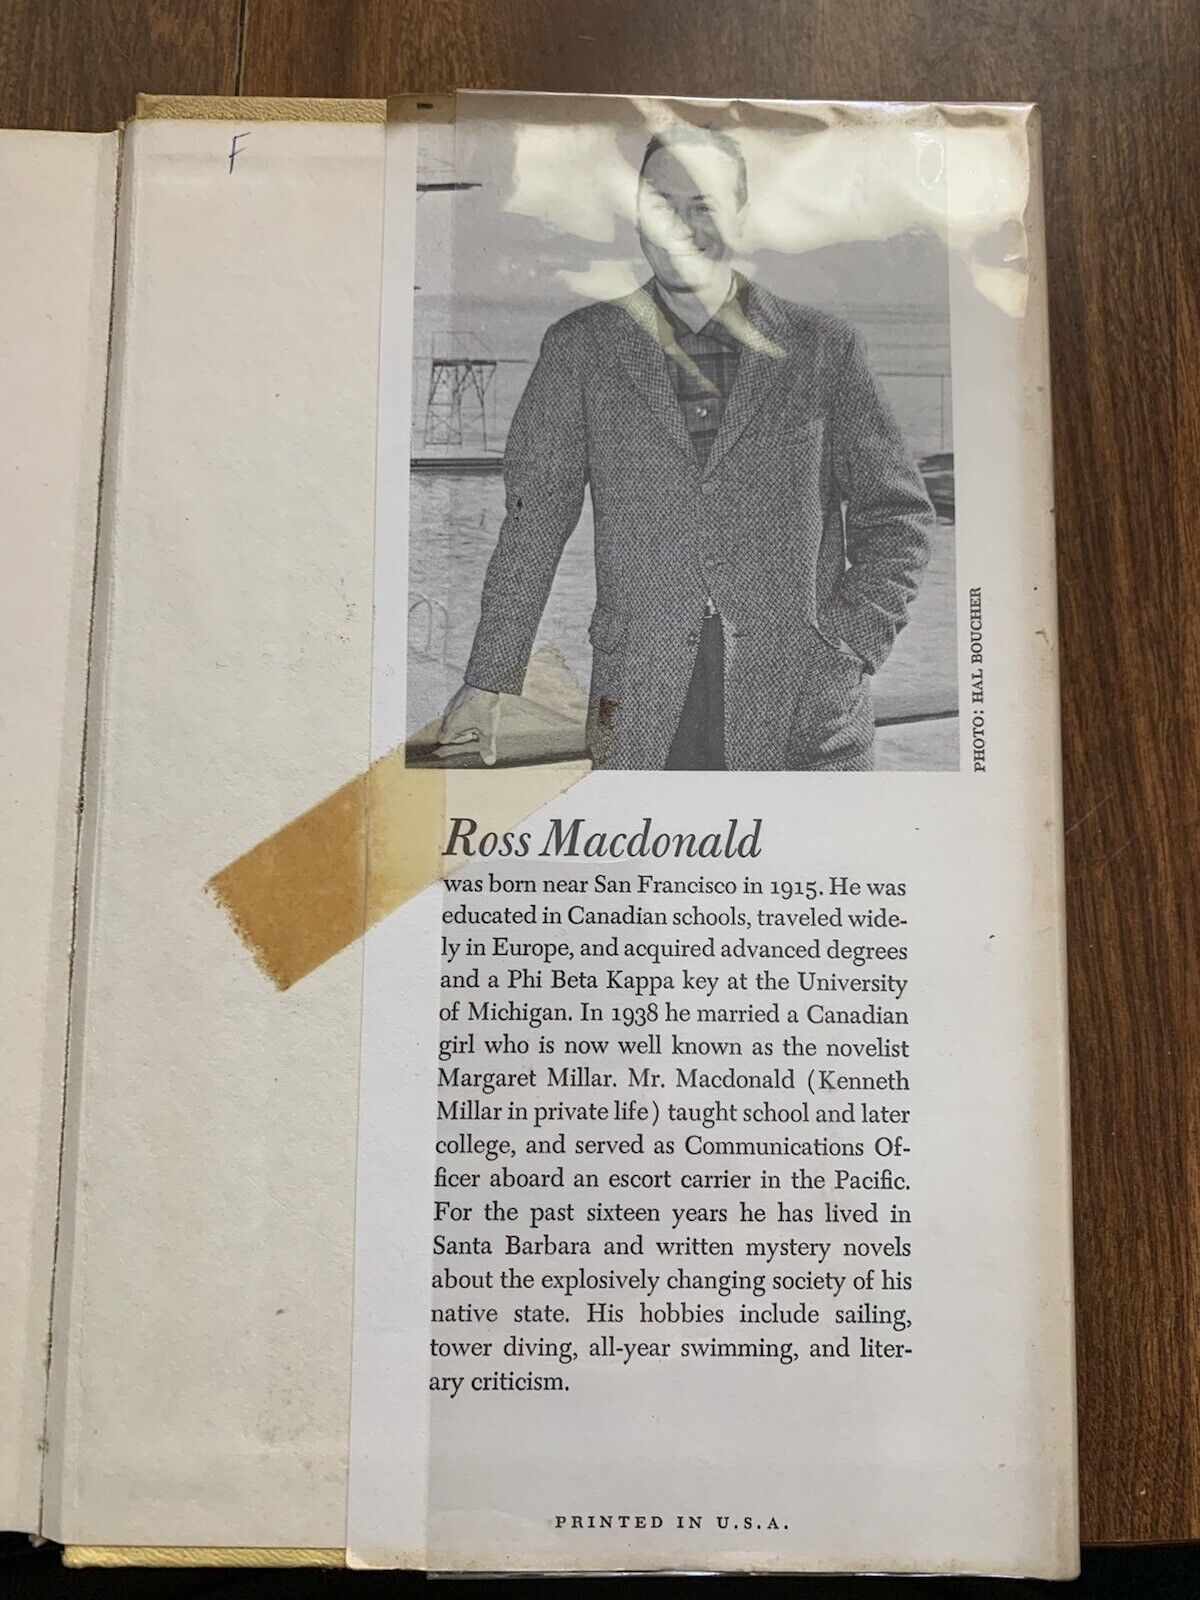 F
PHOTO: HAL BOUCHER
Ross Macdonald
was born near San Francisco in 1915. He was
educated in Canadian schools, traveled wide-
ly in Europe, and acquired advanced degrees
and a Phi Beta Kappa key at the University
of Michigan. In 1938 he married a Canadian
girl who is now well known as the novelist
Margaret Millar. Mr. Macdonald (Kenneth
Millar in private life) taught school and later
college, and served as Communications Of-
ficer aboard an escort carrier in the Pacific.
For the past sixteen years he has lived in
Santa Barbara and written mystery novels
about the explosively changing society of his
native state. His hobbies include sailing,
tower diving, all-year swimming, and liter-
ary criticism.
PRINTED IN U.S.A.